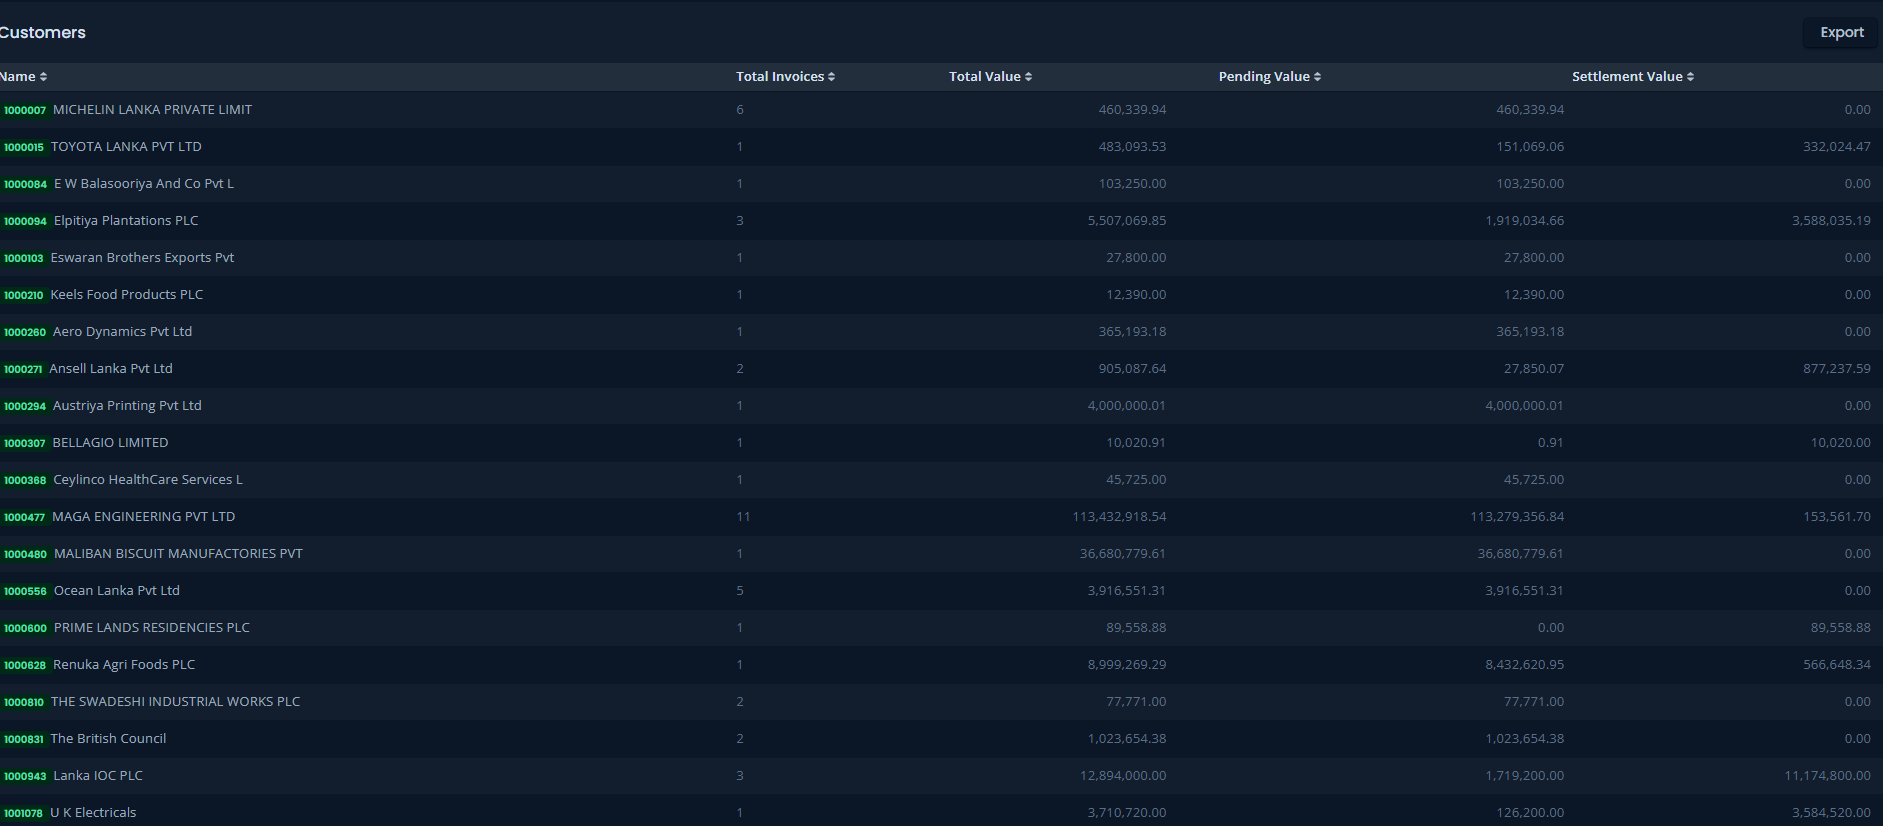 Customers Export
Name Total Invoices Total Value Pending Value Settlement Value
1000007 MICHELIN LANKA PRIVATE LIMIT 6 460,339.94 460,339.94 0.00
1000015 TOYOTA LANKA PVT LTD 1 483,093.53 151,069.06 332,024.47
1000084 E W Balasooriya And Co Pvt L 1 103,250.00 103,250.00 0.00
1000094 Elpitiya Plantations PLC 3 5,507,069.85 1,919,034.66 3,588,035.19
1000103 Eswaran Brothers Exports Pvt 1 27,800.00 27,800.00 0.00
1000210 Keels Food Products PLC 1 12,390.00 12,390.00 0.00
1000260 Aero Dynamics Pvt Ltd 1 365,193.18 365,193.18 0.00
1000271 Ansell Lanka Pvt Ltd 2 905,087.64 27,850.07 877,237.59
1000294 Austriya Printing Pvt Ltd 1 4,000,000.01 4,000,000.01 0.00
1000307 BELLAGIO LIMITED 1 10,020.91 0.91 10,020.00
1000368 Ceylinco HealthCare Services L 1 45,725.00 45,725.00 0.00
1000477 MAGA ENGINEERING PVT LTD 11 113,432,918.54 113,279,356.84 153,561.70
1000480 MALIBAN BISCUIT MANUFACTORIES PVT 1 36,680,779.61 36,680,779.61 0.00
1000556 Ocean Lanka Pvt Ltd 5 3,916,551.31 3,916,551.31 0.00
1000600 PRIME LANDS RESIDENCIES PLC 1 89,558.88 0.00 89,558.88
1000628 Renuka Agri Foods PLC 1 8,999,269.29 8,432,620.95 566,648.34
1000810 THE SWADESHI INDUSTRIAL WORKS PLC 2 77,771.00 77,771.00 0.00
1000831 The British Council 2 1,023,654.38 1,023,654.38 0.00
1000943 Lanka IOC PLC 3 12,894,000.00 1,719,200.00 11,174,800.00
1001078 U K Electricals 1 3,710,720.00 126,200.00 3,584,520.00